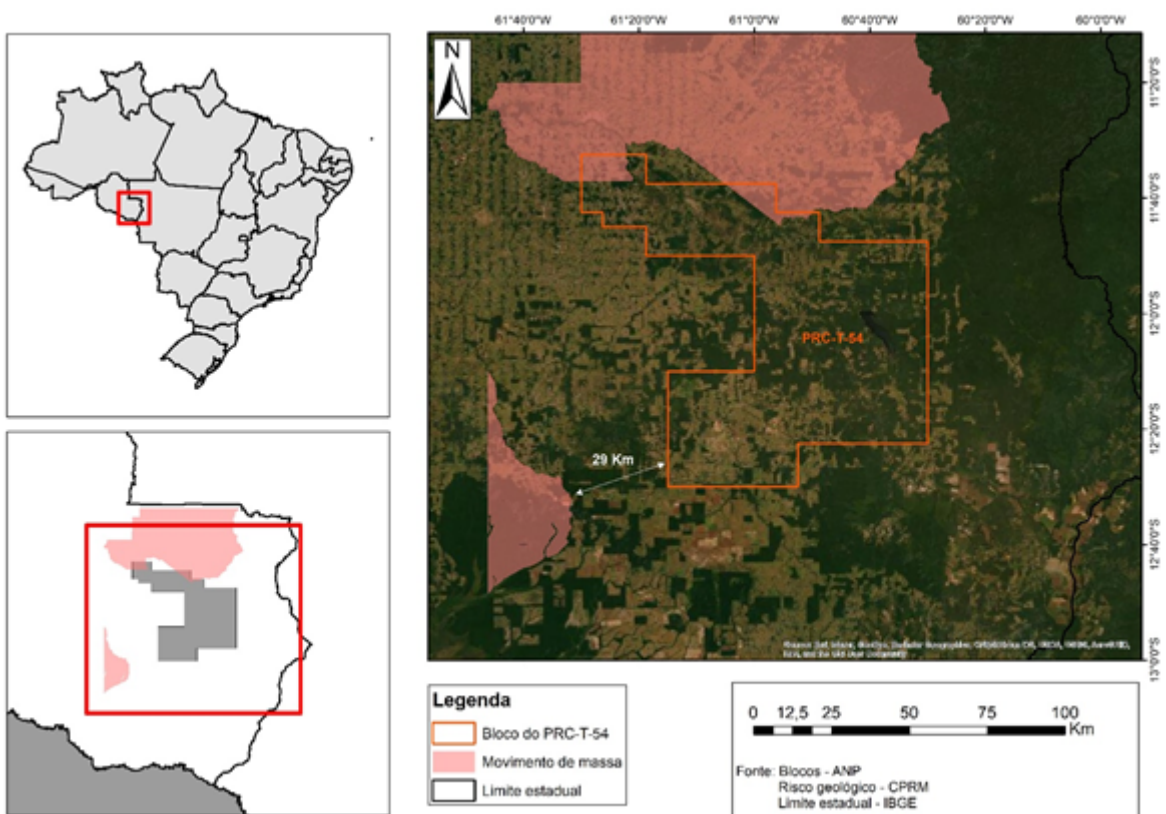 61°40'0"W 61°20'0"W 61°0'0"W 60°40'0"W 60°20'0"W 60°0'0"W
N
11°20'0"S
11°40'0"S
12°0'0"S
PRC-T-54
12°20'0"S
29 Km
12°40'0"S
13°0'0"S
Legenda
Bloco do PRC-T-54
Movimento de massa
Limite estadual
0 12,5 25 50 75 100
Km
Fonte: Blocos - ANP
Risco geológico - CPRM
Limite estadual - IBGE